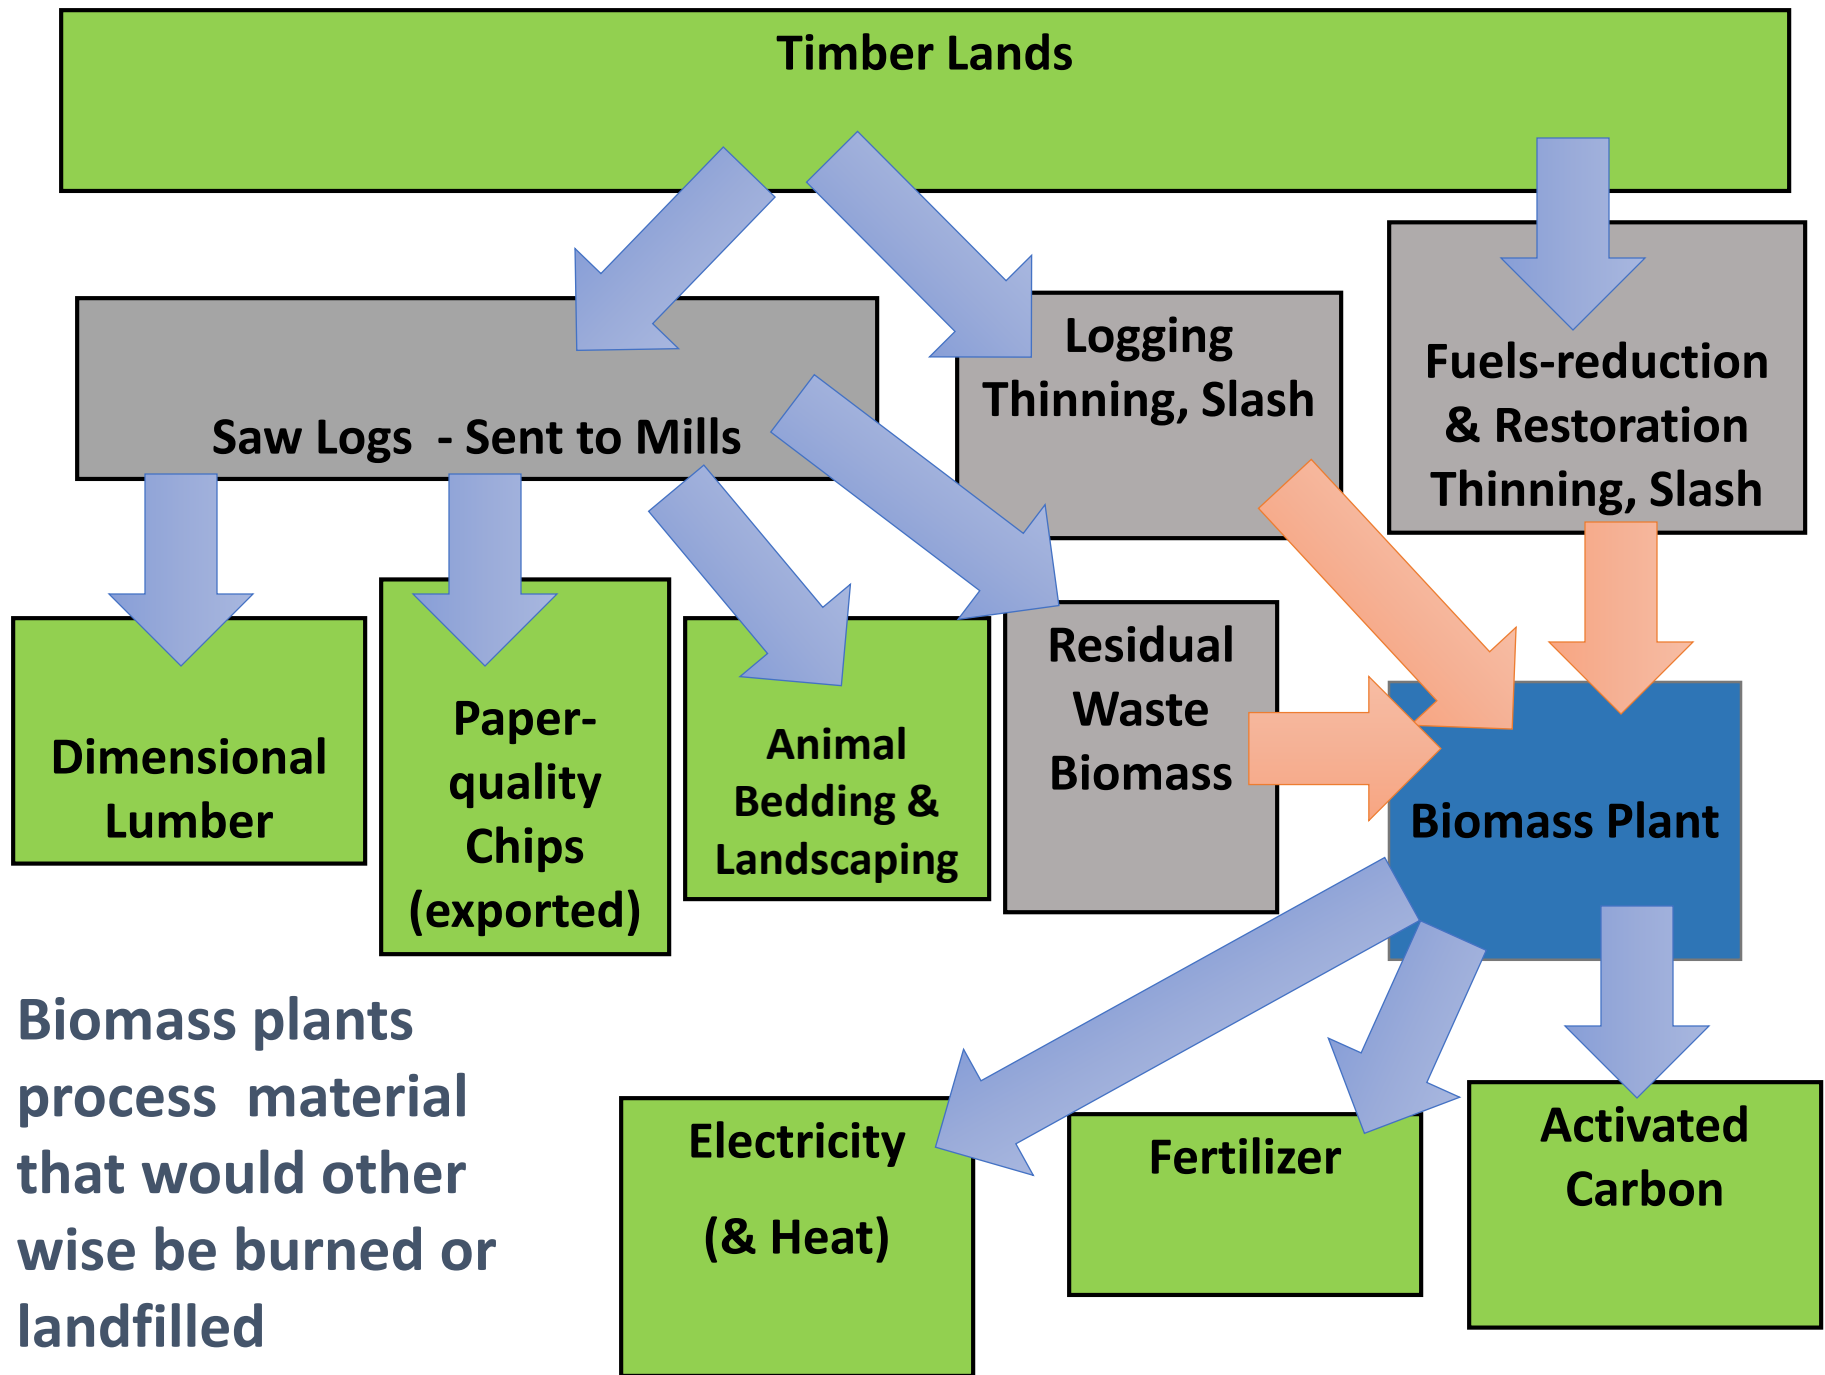 Timber Lands
Logging
Thinning, Slash
Fuels-reduction
& Restoration
Thinning, Slash
Saw Logs  - Sent to Mills
Dimensional
Lumber
Paper-
quality
Chips
(exported)
Animal
Bedding &
Landscaping
Residual
Waste
Biomass
Biomass Plant
Biomass plants
process  material
that would other
wise be burned or
landfilled
Electricity
(& Heat)
Fertilizer
Activated
Carbon